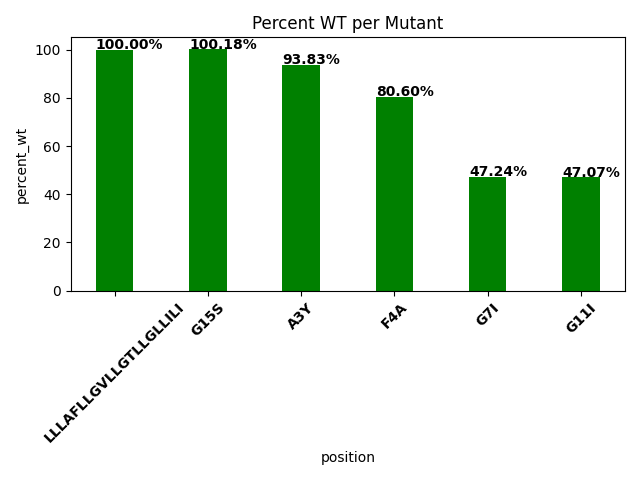 Percent WT per Mutant
percent_wt
100
80
60
40
20
0
100.00%
100.18%
93.83%
80.60%
47.24%
47.07%
LLLAFLLGVLLGTLLGLLILI
G15S
A3Y
F4A
G7I
G11I
position